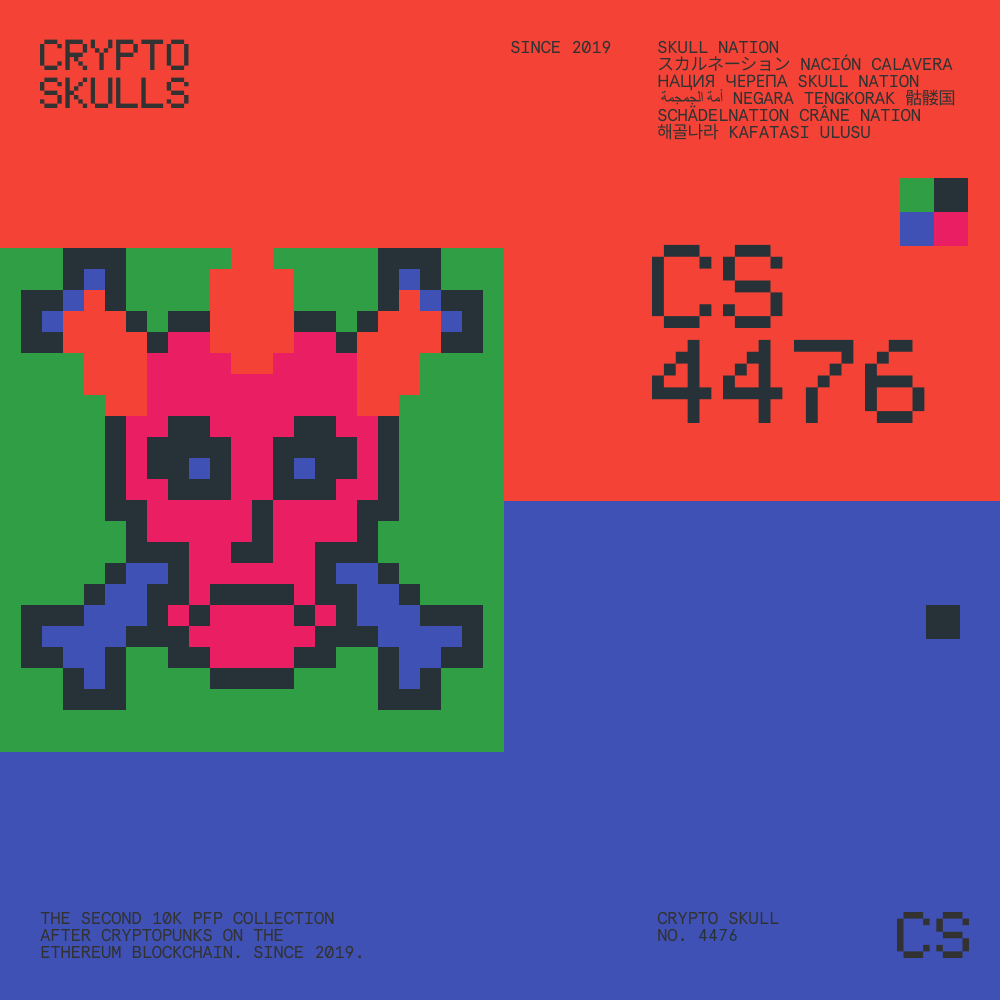 CRYPTO
SKULLS
SINCE 2019
SKULL NATION
スカルネーション NACIÓN CALAVERA
НАЦИЯ ЧЕРЕПА SKULL NATION
أمة الجمجمة NEGARA TENGKORAK 骷髅国
SCHÄDELNATION CRÂNE NATION
해골나라 KAFATASI ULUSU
CS
4476
THE SECOND 10K PFP COLLECTION
AFTER CRYPTOPUNKS ON THE
ETHEREUM BLOCKCHAIN. SINCE 2019.
CRYPTO SKULL
NO. 4476
CS